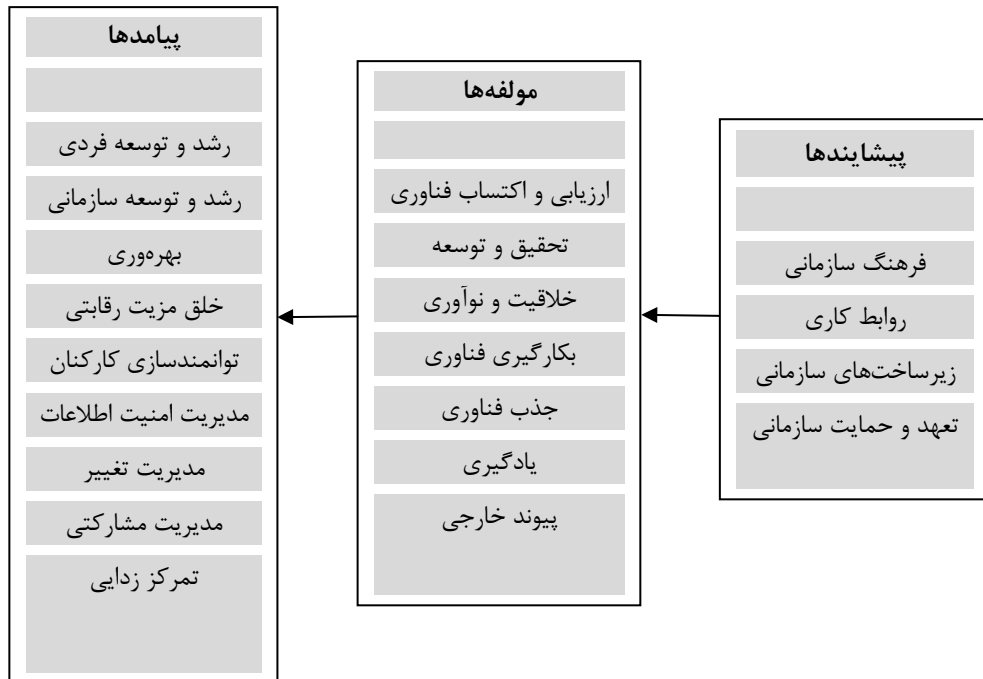 پیشایندها
فرهنگ سازمانی
روابط کاری
زیرساخت‌های سازمانی
تعهد و حمایت سازمانی
مولفه‌ها
ارزیابی و اکتساب فناوری
تحقیق و توسعه
خلاقیت و نوآوری
بکارگیری فناوری
جذب فناوری
یادگیری
پیوند خارجی
پیامدها
رشد و توسعه فردی
رشد و توسعه سازمانی
بهره‌وری
خلق مزیت رقابتی
توانمندسازی کارکنان
مدیریت امنیت اطلاعات
مدیریت تغییر
مدیریت مشارکتی
تمرکز زدایی